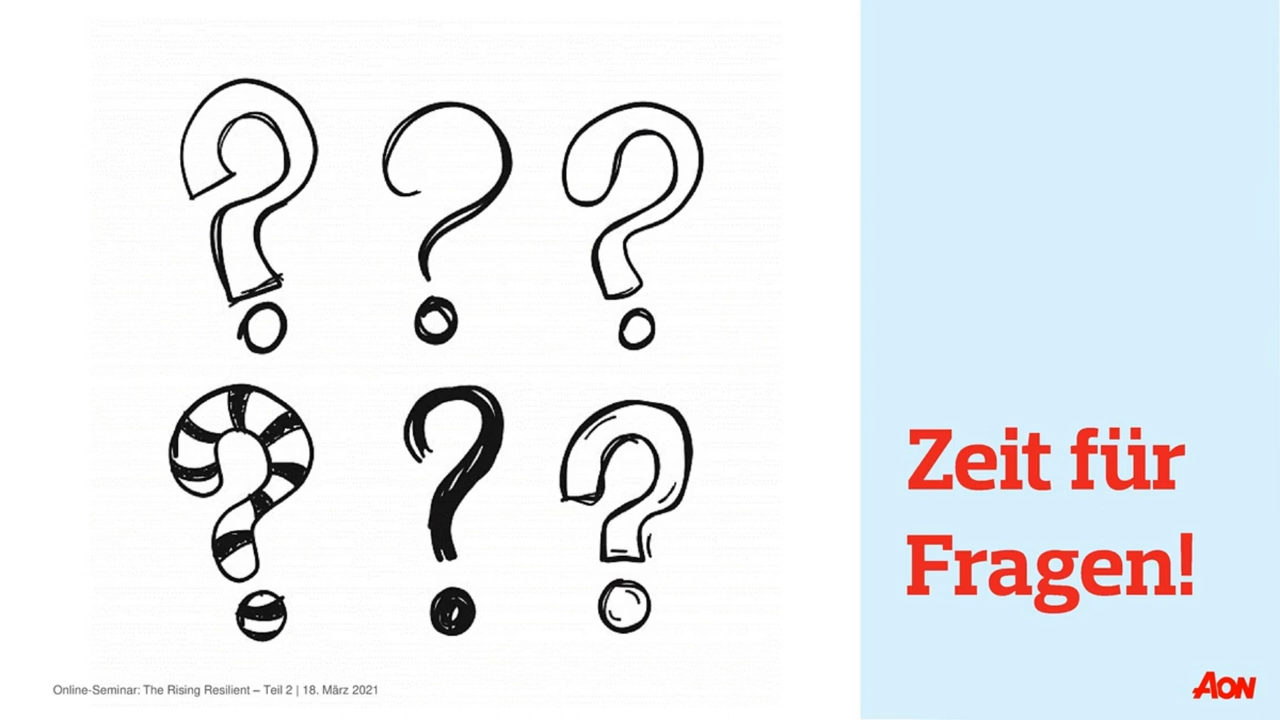 Zeit für
Fragen!
Online-Seminar: The Rising Resilient – Teil 2 | 18. März 2021
AON